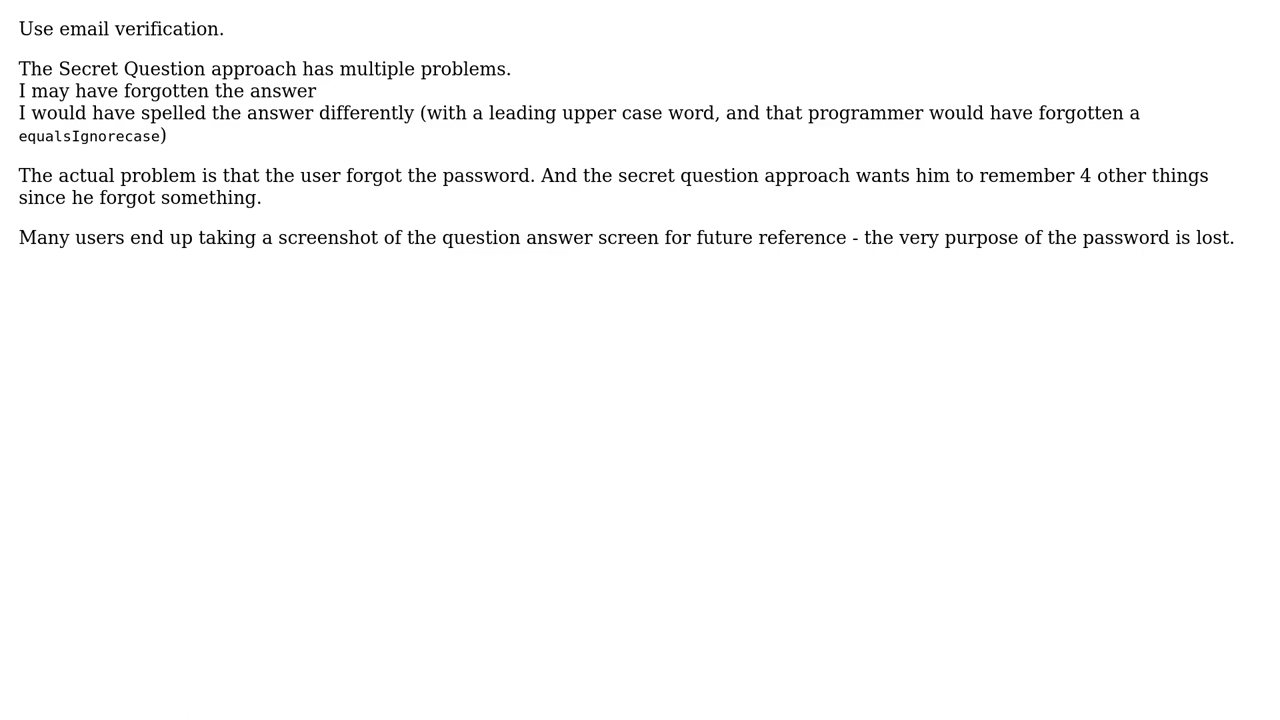 Use email verification.
The Secret Question approach has multiple problems.
I may have forgotten the answer
I would have spelled the answer differently (with a leading upper case word, and that programmer would have forgotten a
equalsIgnorecase)
The actual problem is that the user forgot the password. And the secret question approach wants him to remember 4 other things
since he forgot something.
Many users end up taking a screenshot of the question answer screen for future reference - the very purpose of the password is lost.